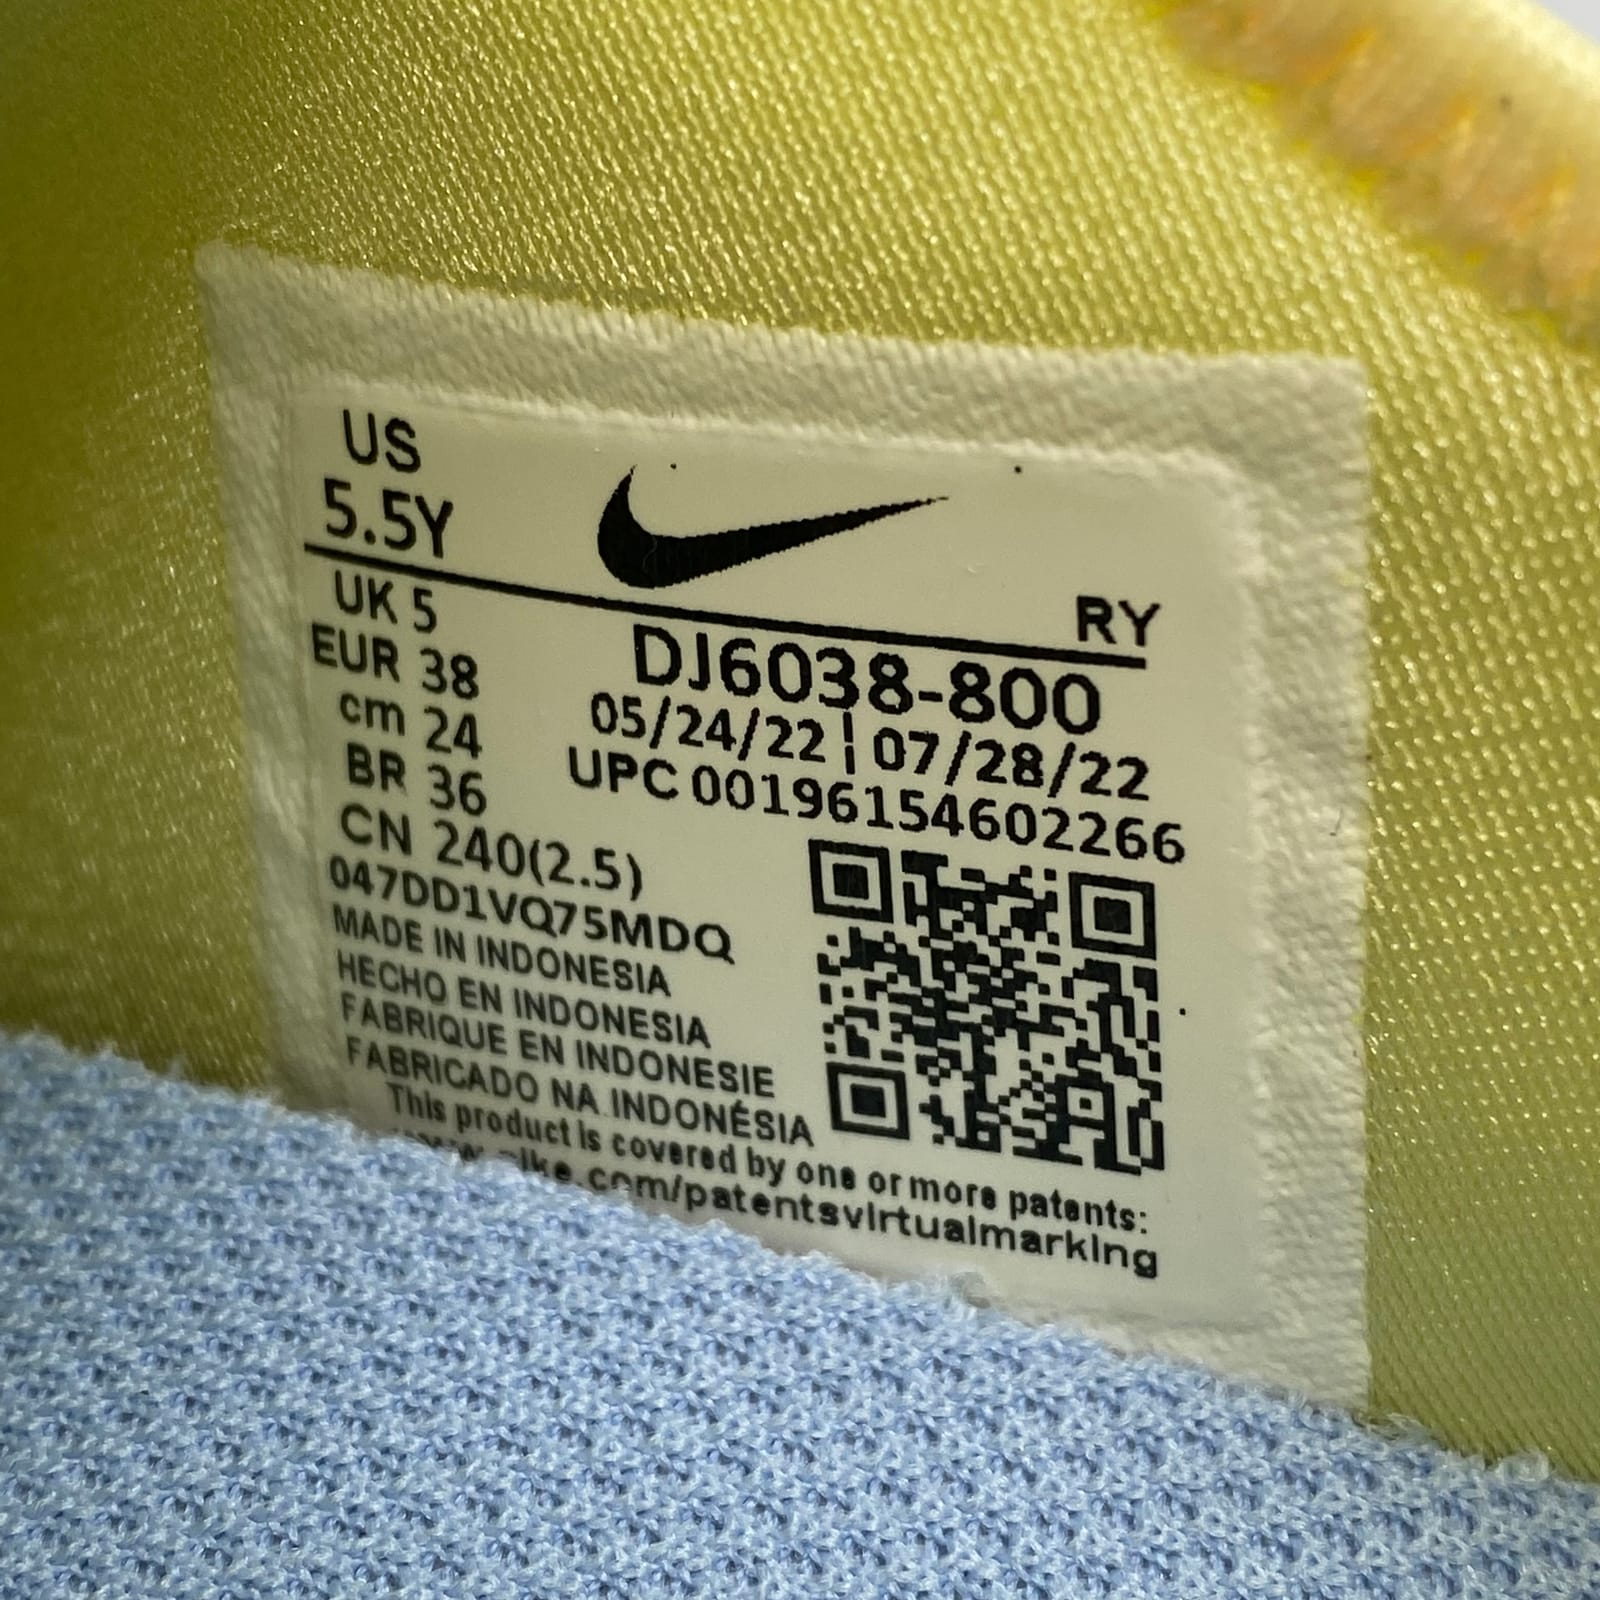 US
5.5Y
RY
UK 5
EUR 38
cm 24
BR 36
CN 240(2.5)
DJ6038-800
05/24/22 | 07/28/22
UPC 00196154602266
047DD1VQ75MDQ
MADE IN INDONESIA
HECHO EN INDONESIA
FABRIQUE EN INDONESIE
FABRICADO NA INDONÉSIA
This product is covered by one or more patents:
www.nike.com/patentsvirtualmarking